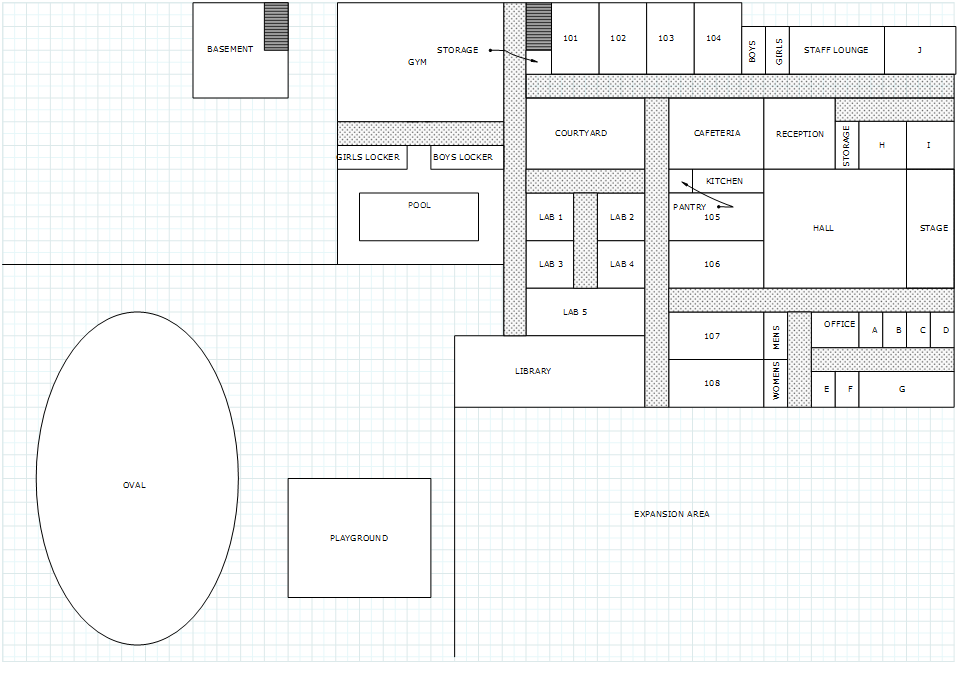 BASEMENT
STORAGE
GYM
101
102
103
104
BOYS
GIRLS
STAFF LOUNGE
J
COURTYARD
CAFETERIA
RECEPTION
STORAGE
H
I
GIRLS LOCKER
BOYS LOCKER
KITCHEN
POOL
PANTRY
LAB 1
LAB 2
105
HALL
STAGE
LAB 3
LAB 4
106
LAB 5
OFFICE
A
B
C
D
107
MENS
LIBRARY
108
WOMENS
E
F
G
OVAL
EXPANSION AREA
PLAYGROUND